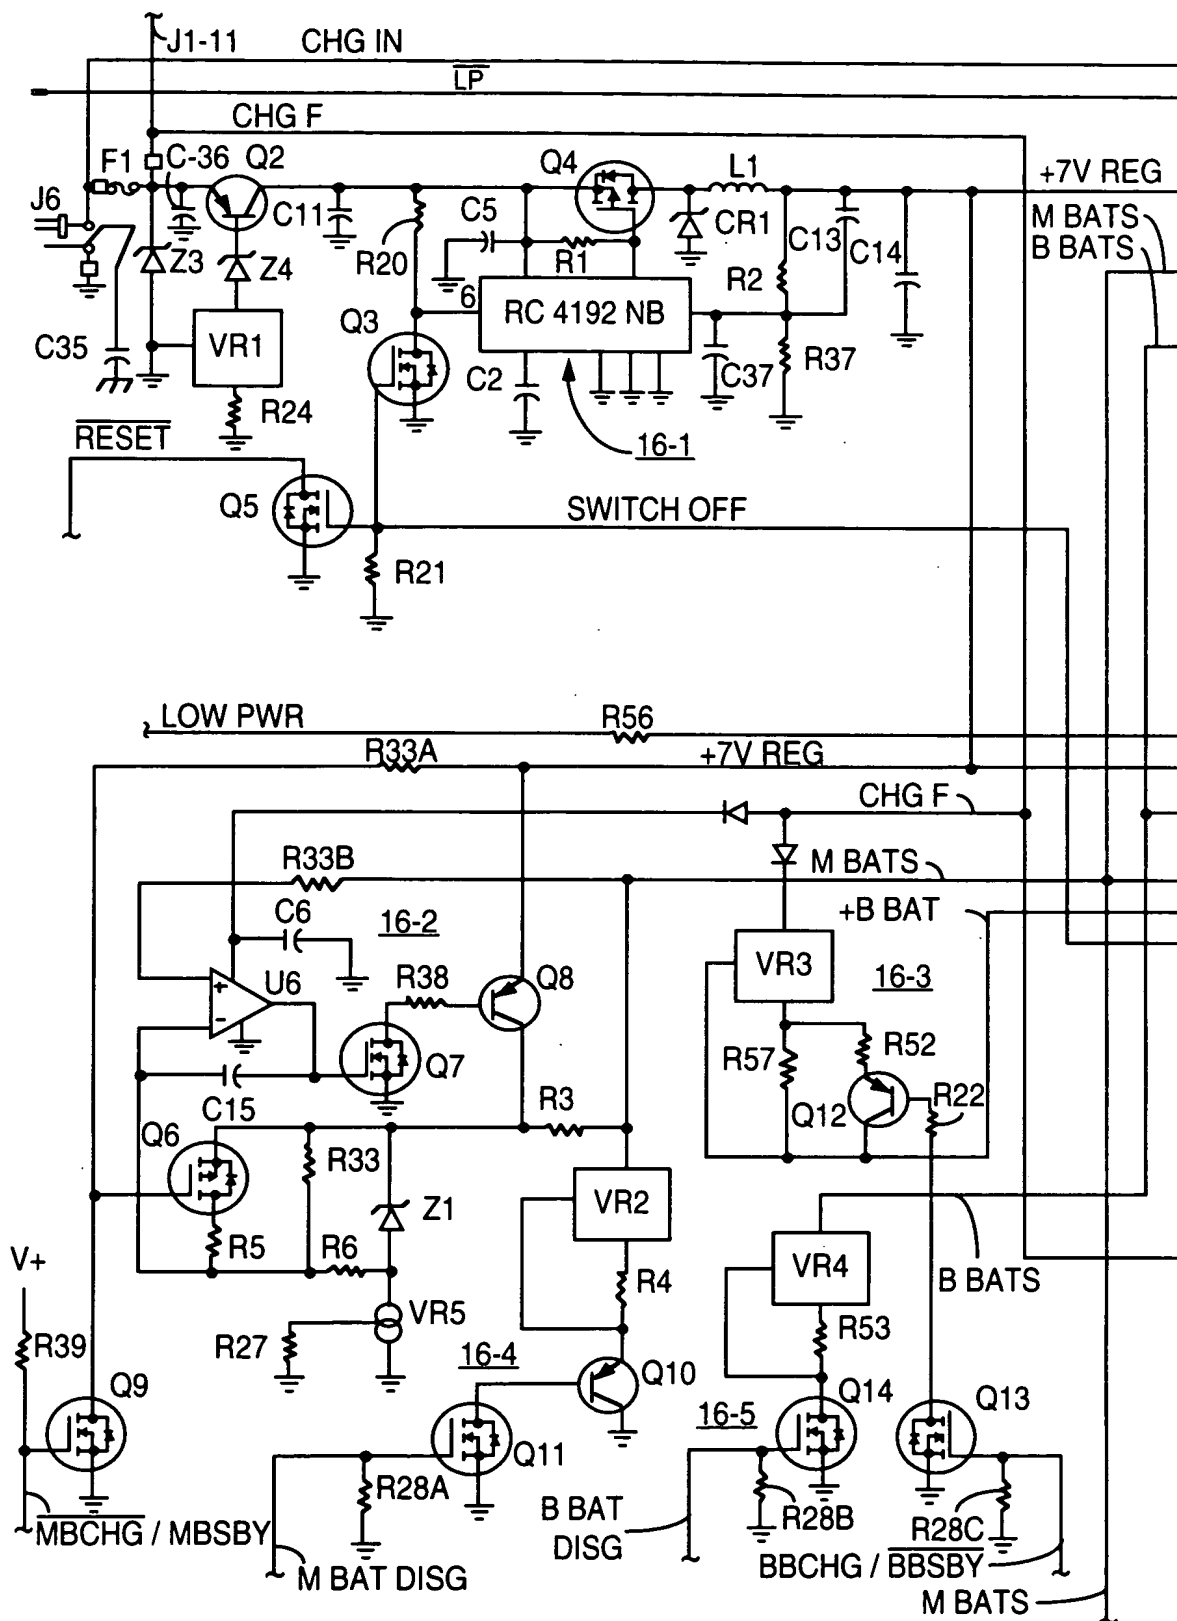 J1-11
CHG IN
L̅P̅
CHG F
F1
C-36
Q2
Q4
L1
+7V REG
J6
M BATS
B BATS
C11
C5
CR1
C13
C14
Z3
Z4
R20
R1
R2
6
RC 4192 NB
Q3
VR1
R37
C35
C2
C37
R24
R̅E̅S̅E̅T̅
16-1
Q5
SWITCH OFF
R21
LOW PWR
R56
R33A
+7V REG
CHG F
R33B
M BATS
C6
16-2
+B BAT
VR3
U6
R38
Q8
16-3
+
-
Q7
R57
R52
C15
R3
Q12
R22
Q6
R33
VR2
Z1
R5
R6
R4
VR4
B BATS
V+
VR5
R53
R39
R27
16-4
Q9
Q10
Q14
Q13
16-5
Q11
R28A
B BAT
DISG
R28B
R28C
M̅B̅C̅H̅G̅ / MBSBY
BBCHG / B̅B̅S̅B̅Y̅
M BAT DISG
M BATS